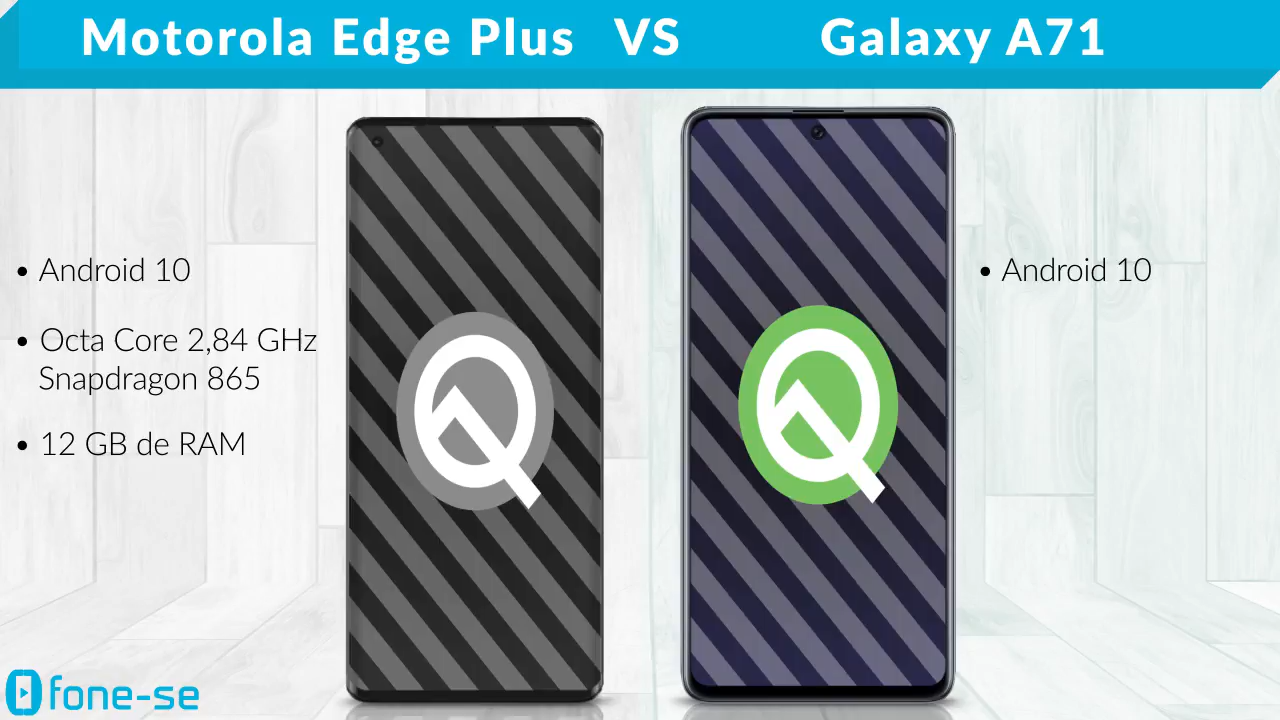 Motorola Edge Plus VS Galaxy A71
• Android 10
• Octa Core 2,84 GHz
Snapdragon 865
• 12 GB de RAM
• Android 10
fone-se